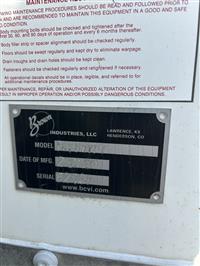 MAINTENANCE
MAINTENANCE PROCEDURES SHOULD BE READ AND
ARE RECOMMENDED TO MAINTAIN THIS EQUIPMENT IN A GOOD AND SAFE
CONDITION.
Body mounting bolts should be checked and tightened after the
first 30, 60, and 90 days of operation and every 6 months thereafter.
Body filler strip or spacer alignment should be checked regularly.
Floors should be swept regularly and kept dry to eliminate warpage.
Drain troughs and drain holes should be kept clean.
Fasteners should be checked regularly and retorqued if necessary.
All operational decals should in place, legible, and referred to for
additional maintenance procedures.
MAINTENANCE, REPAIR, OR UNAUTHORIZED ALTERATION OF THIS EQUIPMENT
RESULT IN IMPROPER OPERATION AND/OR POSSIBLY DANGEROUS CONDITIONS.
Brown
INDUSTRIES, LLC
LAWRENCE, KS
HENDERSON, CO
MODEL
DATE OF MFG.
SERIAL
www.bcvi.com